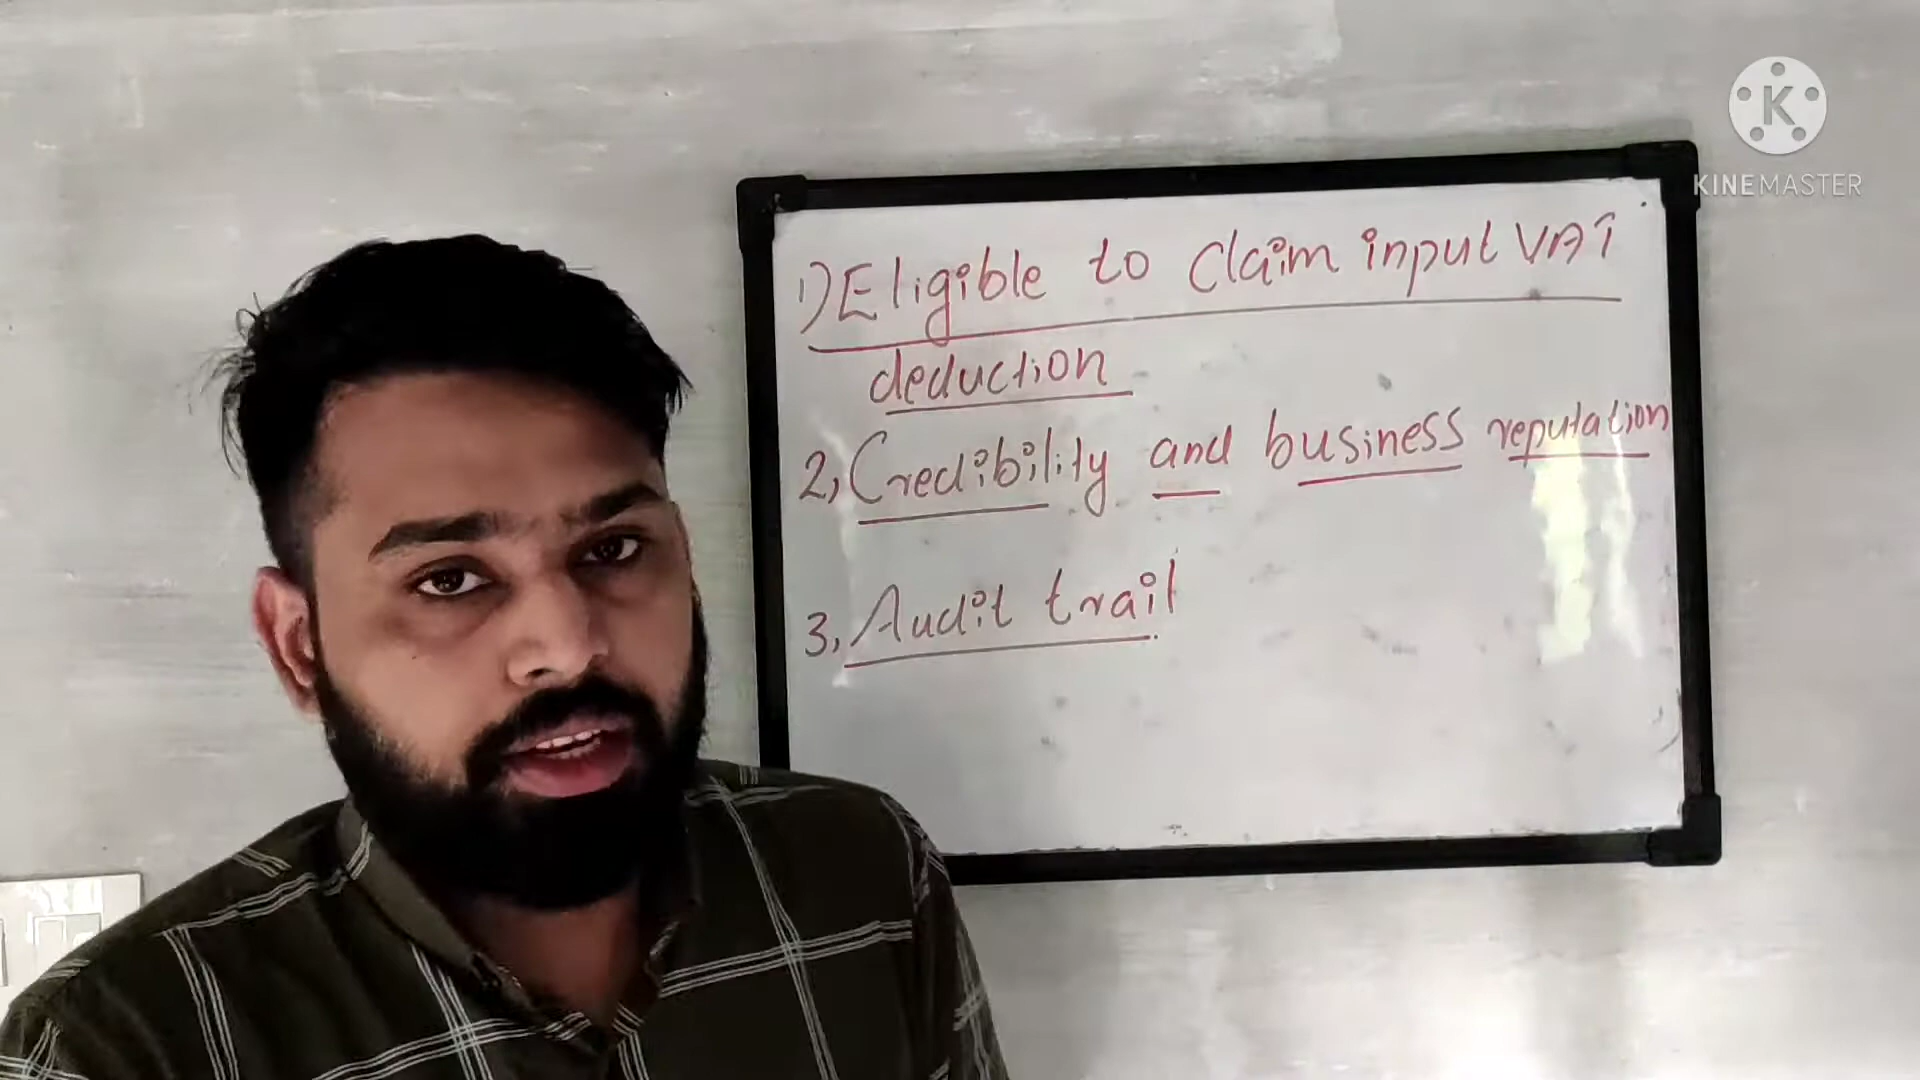 1) Eligible to Claim input VAT
deduction
2, Credibility and business reputation
3, Audit trail
K
KINEMASTER